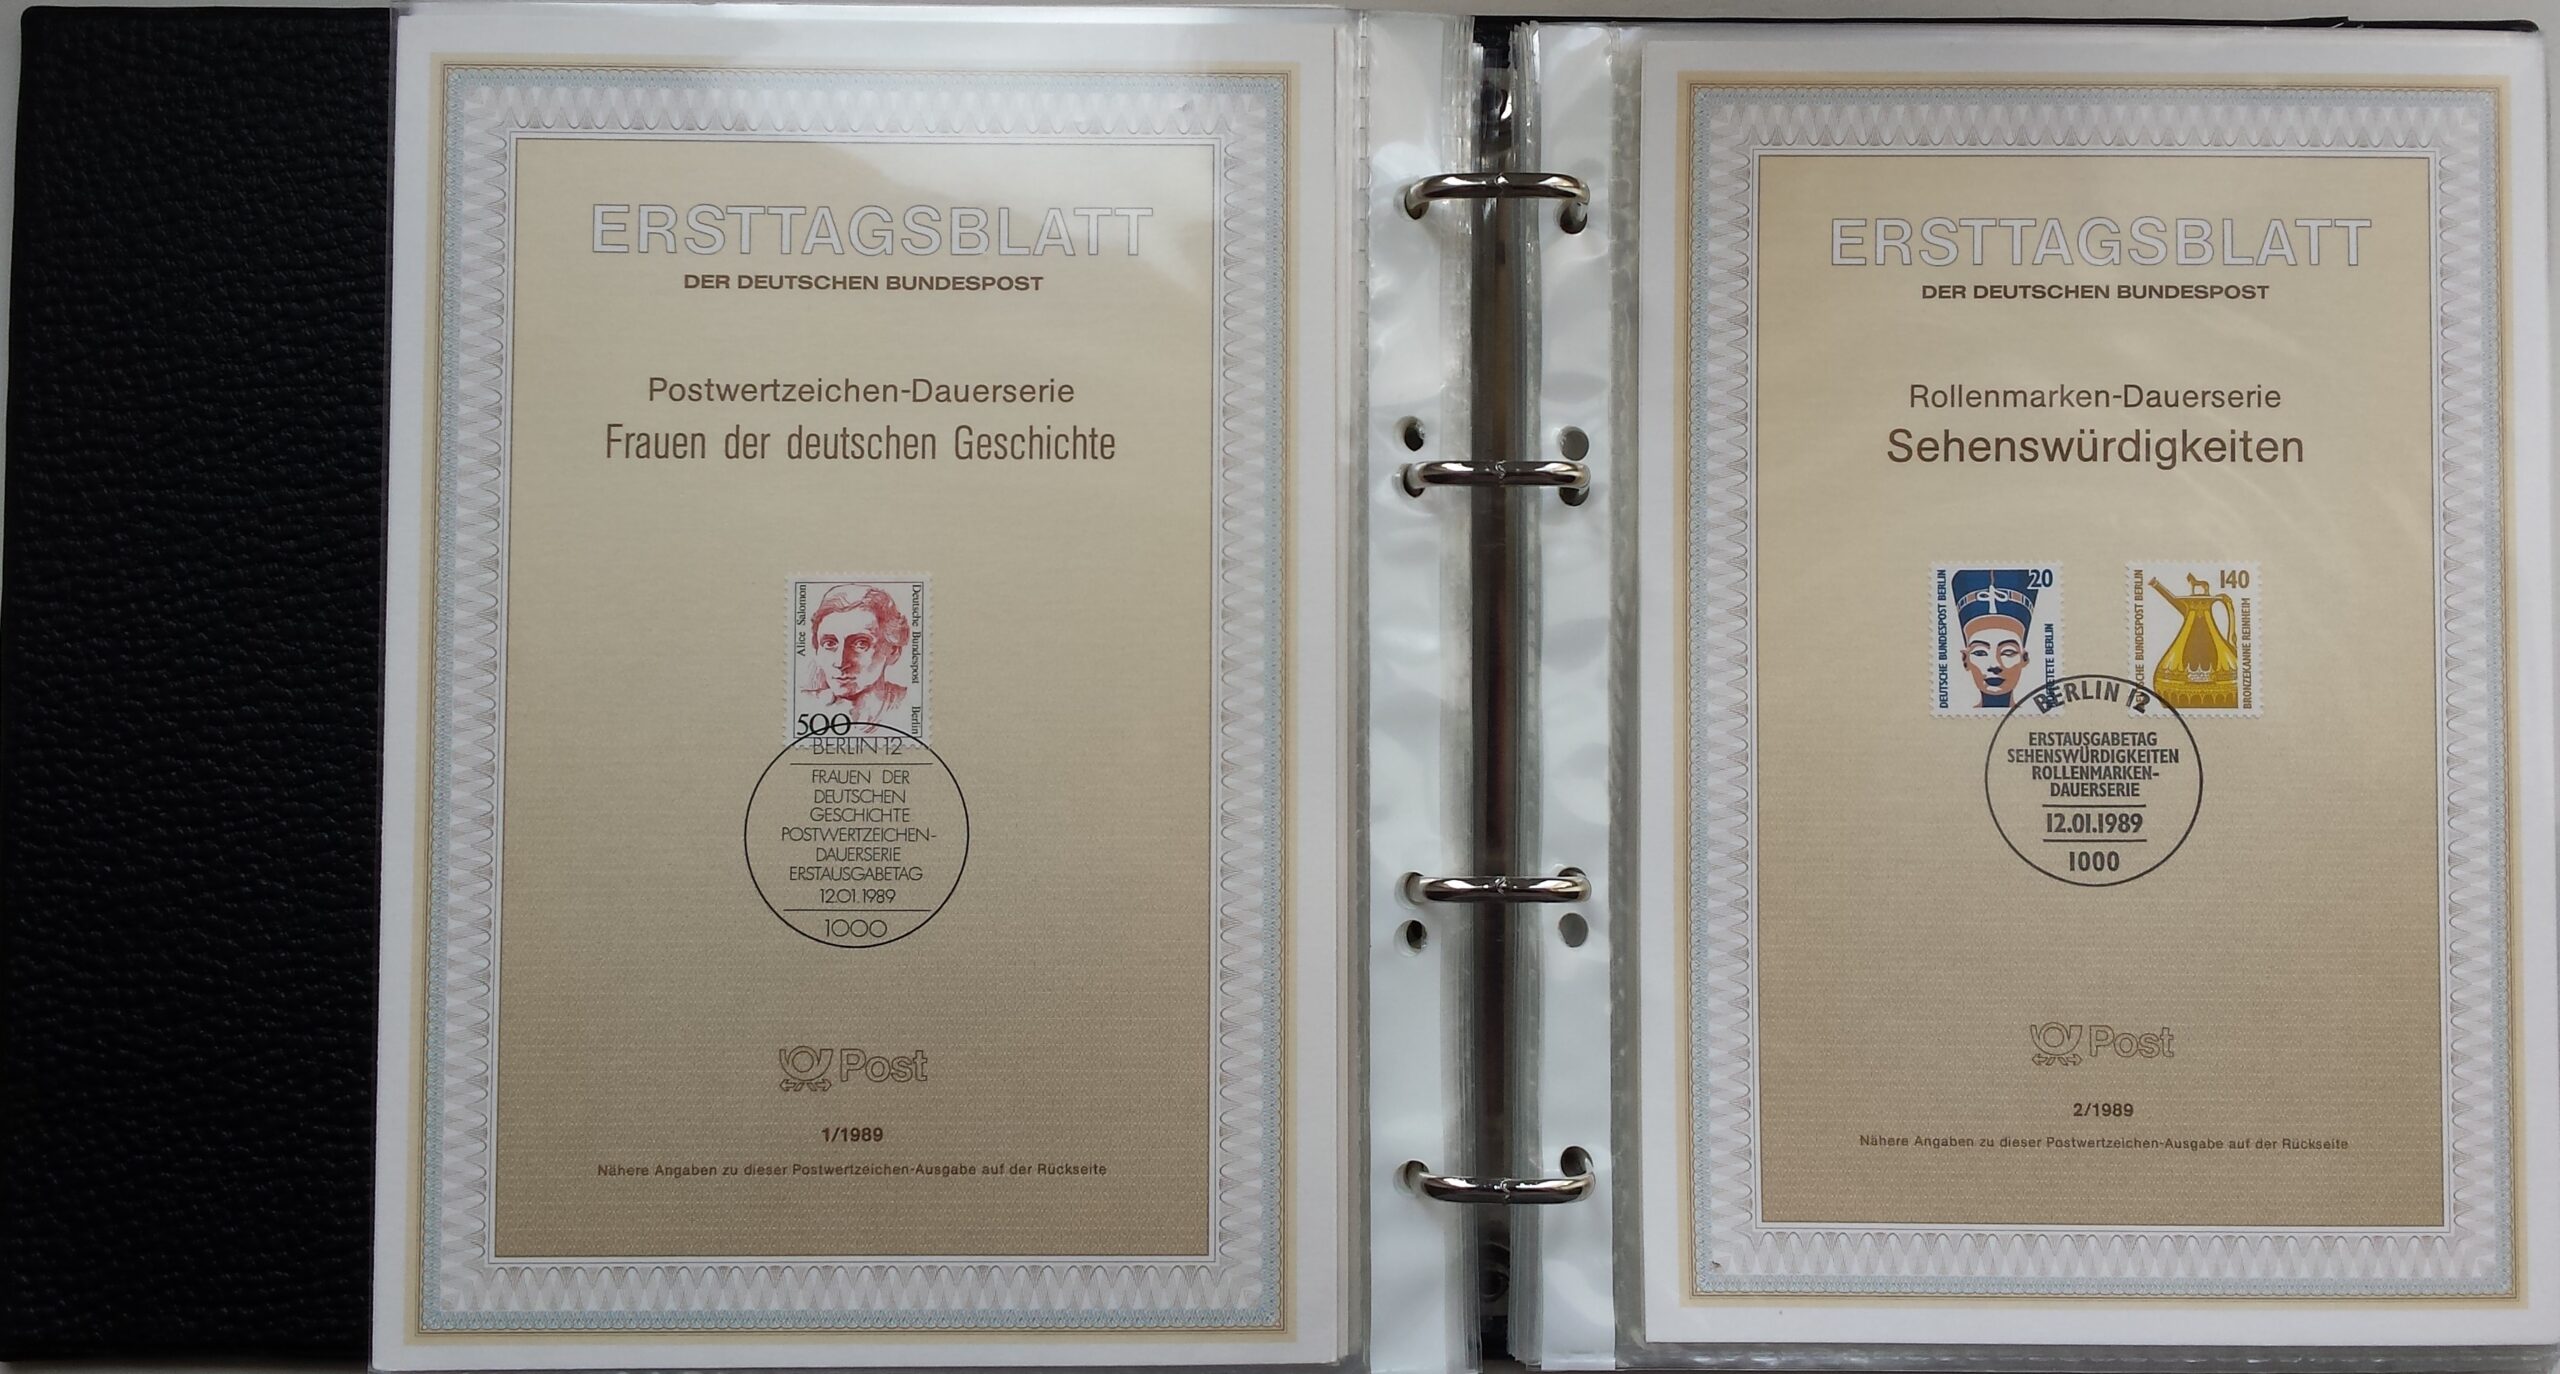 ERSTTAGSBLATT
DER DEUTSCHEN BUNDESPOST
Postwertzeichen-Dauerserie
Frauen der deutschen Geschichte
Alice Salomon
Deutsche Bundespost Berlin
500
BERLIN 12
FRAUEN DER
DEUTSCHEN
GESCHICHTE
POSTWERTZEICHEN-
DAUERSERIE
ERSTAUSGABETAG
12.01.1989
1000
Post
1/1989
Nähere Angaben zu dieser Postwertzeichen-Ausgabe auf der Rückseite
ERSTTAGSBLATT
DER DEUTSCHEN BUNDESPOST
Rollenmarken-Dauerserie
Sehenswürdigkeiten
DEUTSCHE BUNDESPOST BERLIN
20
BERLIN
DEUTSCHE BUNDESPOST BERLIN
140
BRONZEKANNE REINHEIM
BERLIN 12
ERSTAUSGABETAG
SEHENSWÜRDIGKEITEN
ROLLENMARKEN-
DAUERSERIE
12.01.1989
1000
Post
2/1989
Nähere Angaben zu dieser Postwertzeichen-Ausgabe auf der Rückseite